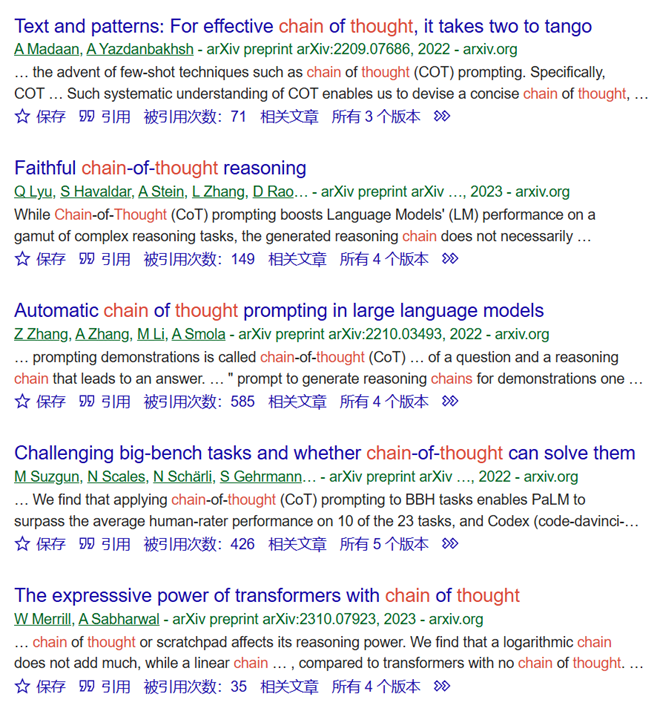 Text and patterns: For effective chain of thought, it takes two to tango
A Madaan, A Yazdanbakhsh - arXiv preprint arXiv:2209.07686, 2022 - arxiv.org
… the advent of few-shot techniques such as chain of thought (COT) prompting. Specifically,
COT … Such systematic understanding of COT enables us to devise a concise chain of thought, …
保存 引用 被引用次数：71 相关文章 所有 3 个版本
Faithful chain-of-thought reasoning
Q Lyu, S Havaldar, A Stein, L Zhang, D Rao… - arXiv preprint arXiv …, 2023 - arxiv.org
While Chain-of-Thought (CoT) prompting boosts Language Models' (LM) performance on a
gamut of complex reasoning tasks, the generated reasoning chain does not necessarily …
保存 引用 被引用次数：149 相关文章 所有 4 个版本
Automatic chain of thought prompting in large language models
Z Zhang, A Zhang, M Li, A Smola - arXiv preprint arXiv:2210.03493, 2022 - arxiv.org
… prompting demonstrations is called chain-of-thought (CoT) … of a question and a reasoning
chain that leads to an answer. … " prompt to generate reasoning chains for demonstrations one …
保存 引用 被引用次数：585 相关文章 所有 4 个版本
Challenging big-bench tasks and whether chain-of-thought can solve them
M Suzgun, N Scales, N Schärli, S Gehrmann… - arXiv preprint arXiv …, 2022 - arxiv.org
… We find that applying chain-of-thought (CoT) prompting to BBH tasks enables PaLM to
surpass the average human-rater performance on 10 of the 23 tasks, and Codex (code-davinci-…
保存 引用 被引用次数：426 相关文章 所有 5 个版本
The expresssive power of transformers with chain of thought
W Merrill, A Sabharwal - arXiv preprint arXiv:2310.07923, 2023 - arxiv.org
… chain of thought or scratchpad affects its reasoning power. We find that a logarithmic chain
does not add much, while a linear chain … , compared to transformers with no chain of thought. …
保存 引用 被引用次数：35 相关文章 所有 4 个版本